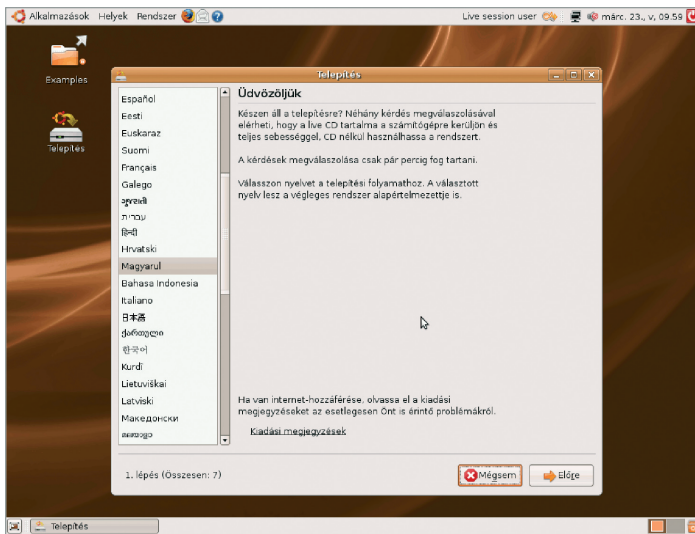 Alkalmazások Helyek Rendszer
Live session user
márc. 23., v, 09.59
Examples
Telepítés
Telepítés
Español
Eesti
Euskaraz
Suomi
Français
Galego
ગુજરાતી
עברית
हिन्दी
Hrvatski
Magyarul
Bahasa Indonesia
Italiano
日本語
ქართული
한국어
Kurdî
Lietuviškai
Latviski
Македонски
Üdvözöljük
Készen áll a telepítésre? Néhány kérdés megválaszolásával
elérheti, hogy a live CD tartalma a számítógépre kerüljön és
teljes sebességgel, CD nélkül használhassa a rendszert.
A kérdések megválaszolása csak pár percig fog tartani.
Válasszon nyelvet a telepítési folyamathoz. A választott
nyelv lesz a végleges rendszer alapértelmezettje is.
Ha van internet-hozzáférése, olvassa el a kiadási
megjegyzéseket az esetlegesen Önt is érintő problémákról.
Kiadási megjegyzések
1. lépés (Összesen: 7)
Mégsem
Előre
Telepítés